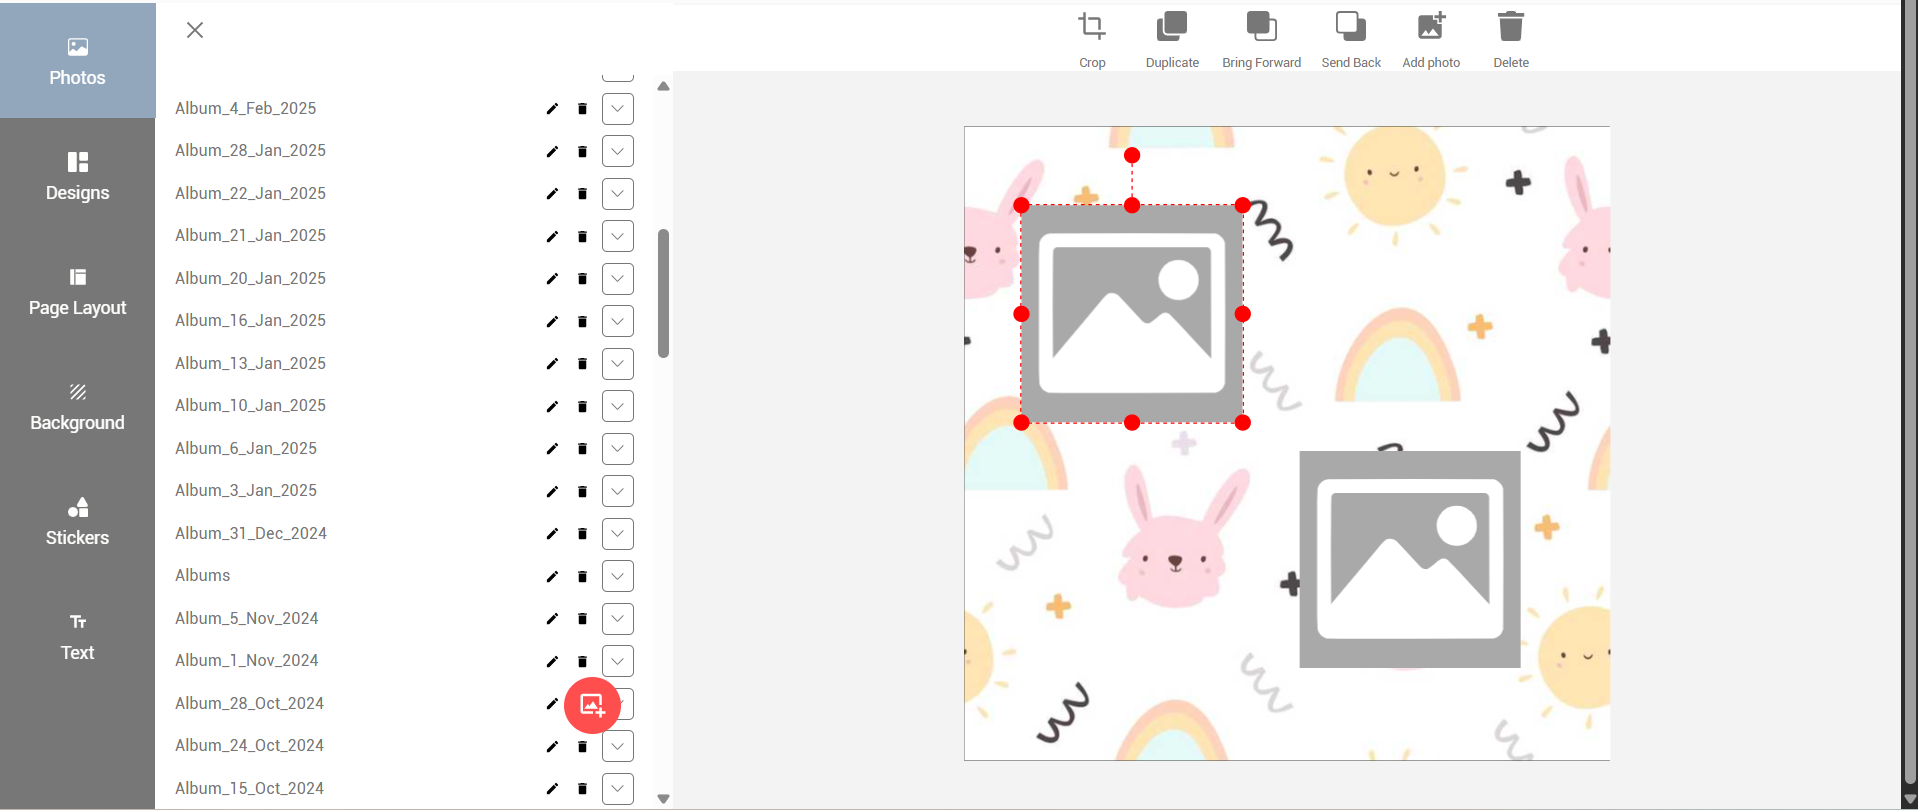 Photos
Designs
Page Layout
Background
Stickers
Text
Album_4_Feb_2025
Album_28_Jan_2025
Album_22_Jan_2025
Album_21_Jan_2025
Album_20_Jan_2025
Album_16_Jan_2025
Album_13_Jan_2025
Album_10_Jan_2025
Album_6_Jan_2025
Album_3_Jan_2025
Album_31_Dec_2024
Albums
Album_5_Nov_2024
Album_1_Nov_2024
Album_28_Oct_2024
Album_24_Oct_2024
Album_15_Oct_2024
Crop
Duplicate
Bring Forward
Send Back
Add photo
Delete